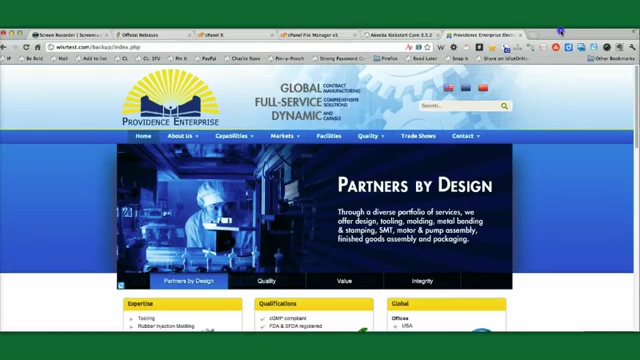 Screen Recorder
Official Releases
cPanel X
cPanel File Manager v3
Akeeba Kickstart Core 3.5.2
Providence Enterprise Electr
wisrtest.com/backup/index.php
Mail
Add to list
CL
BL
PayPal
Charlie Rose
Strong Password
Firefox
Read Later
Spell It
Share on
Other Bookmarks
PROVIDENCE ENTERPRISE
GLOBAL CONTRACT MANUFACTURING
FULL-SERVICE COMPREHENSIVE SOLUTIONS
DYNAMIC AND CAPABLE
Search...
Home
About Us
Capabilities
Markets
Facilities
Quality
Trade Shows
Contact
PARTNERS BY DESIGN
Through a diverse portfolio of services, we
offer design, tooling, molding, metal bending
& stamping, SMT, motor & pump assembly,
finished goods assembly and packaging.
Partners by Design
Quality
Value
Integrity
Expertise
Qualifications
Global
Tooling
cGMP compliant
Offices
Rubber Injection Molding
FDA & SFDA registered
USA